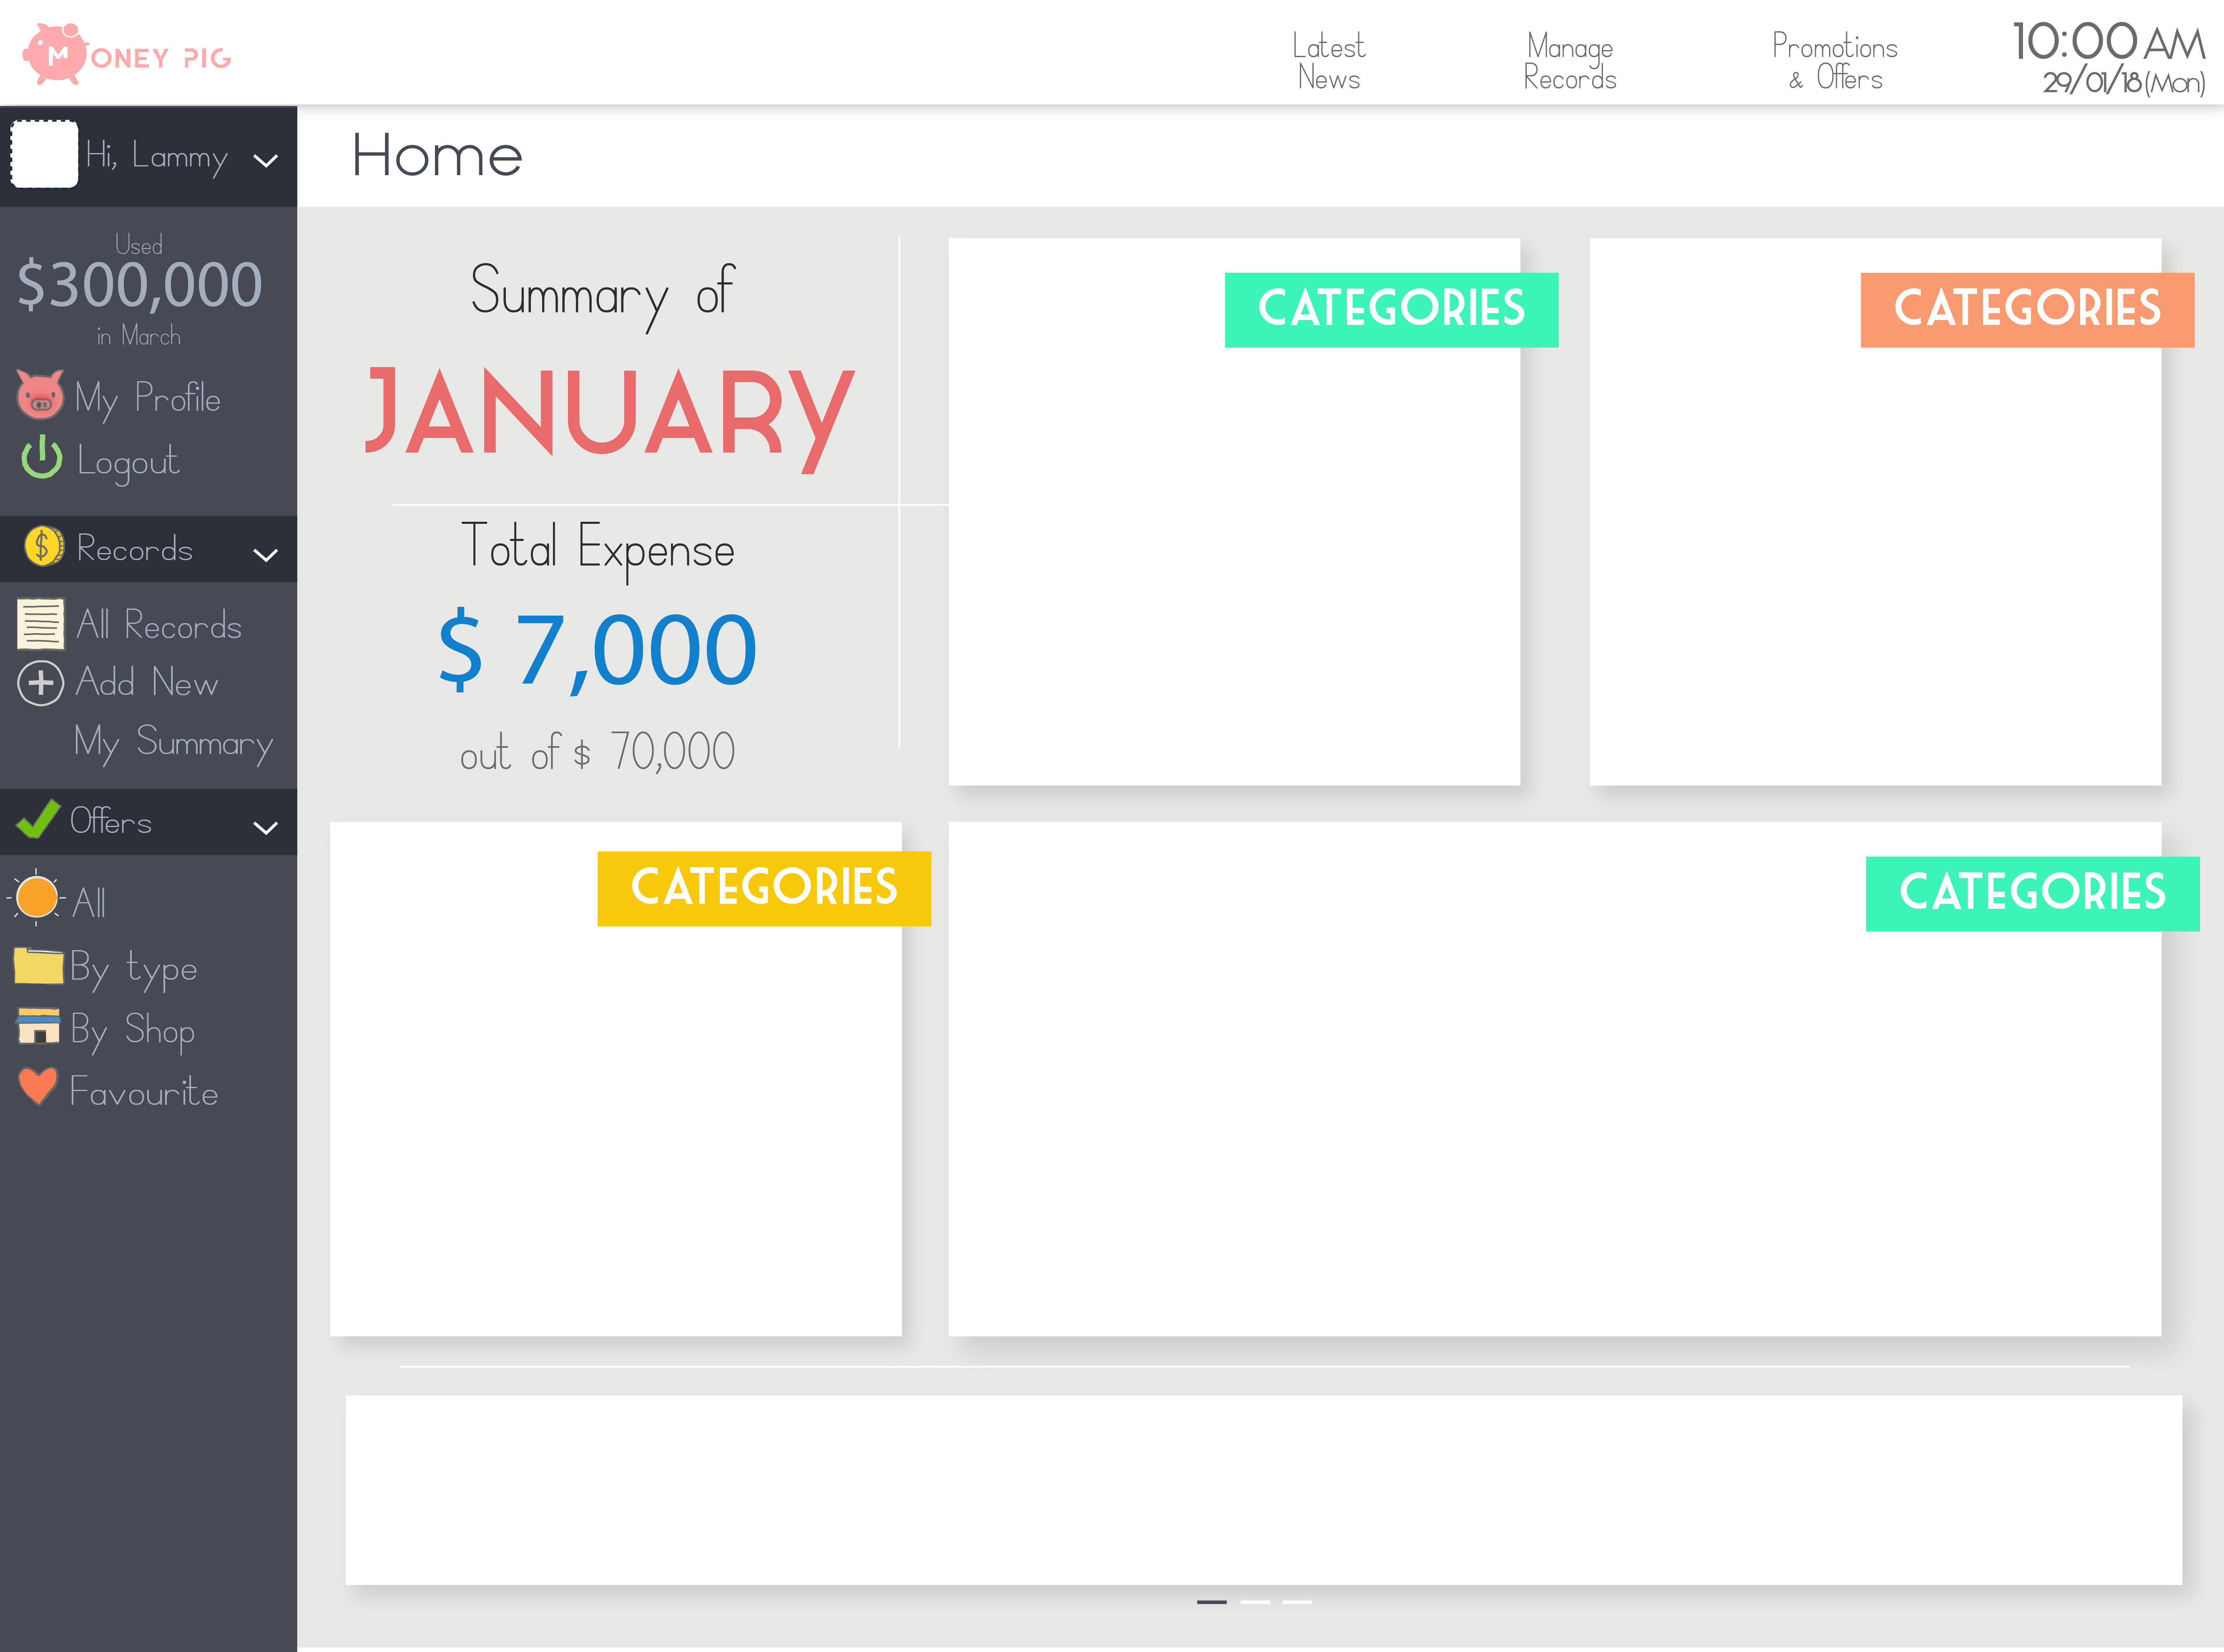 MONEY PIG
Latest
News
Manage
Records
Promotions
& Offers
10:00 AM
29/01/18 (Mon)
Hi, Lammy
Used
$300,000
in March
My Profile
Logout
$ Records
All Records
Add New
My Summary
Offers
All
By type
By Shop
Favourite
Home
Summary of
JANUARY
Total Expense
$ 7,000
out of $ 70,000
CATEGORIES
CATEGORIES
CATEGORIES
CATEGORIES